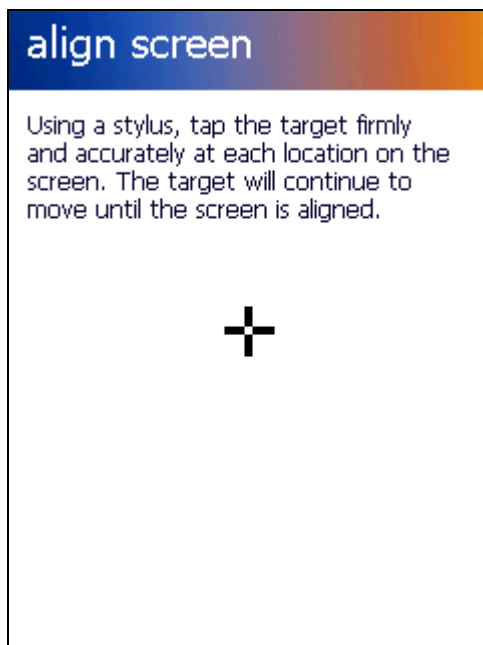 align screen
Using a stylus, tap the target firmly
and accurately at each location on the
screen. The target will continue to
move until the screen is aligned.